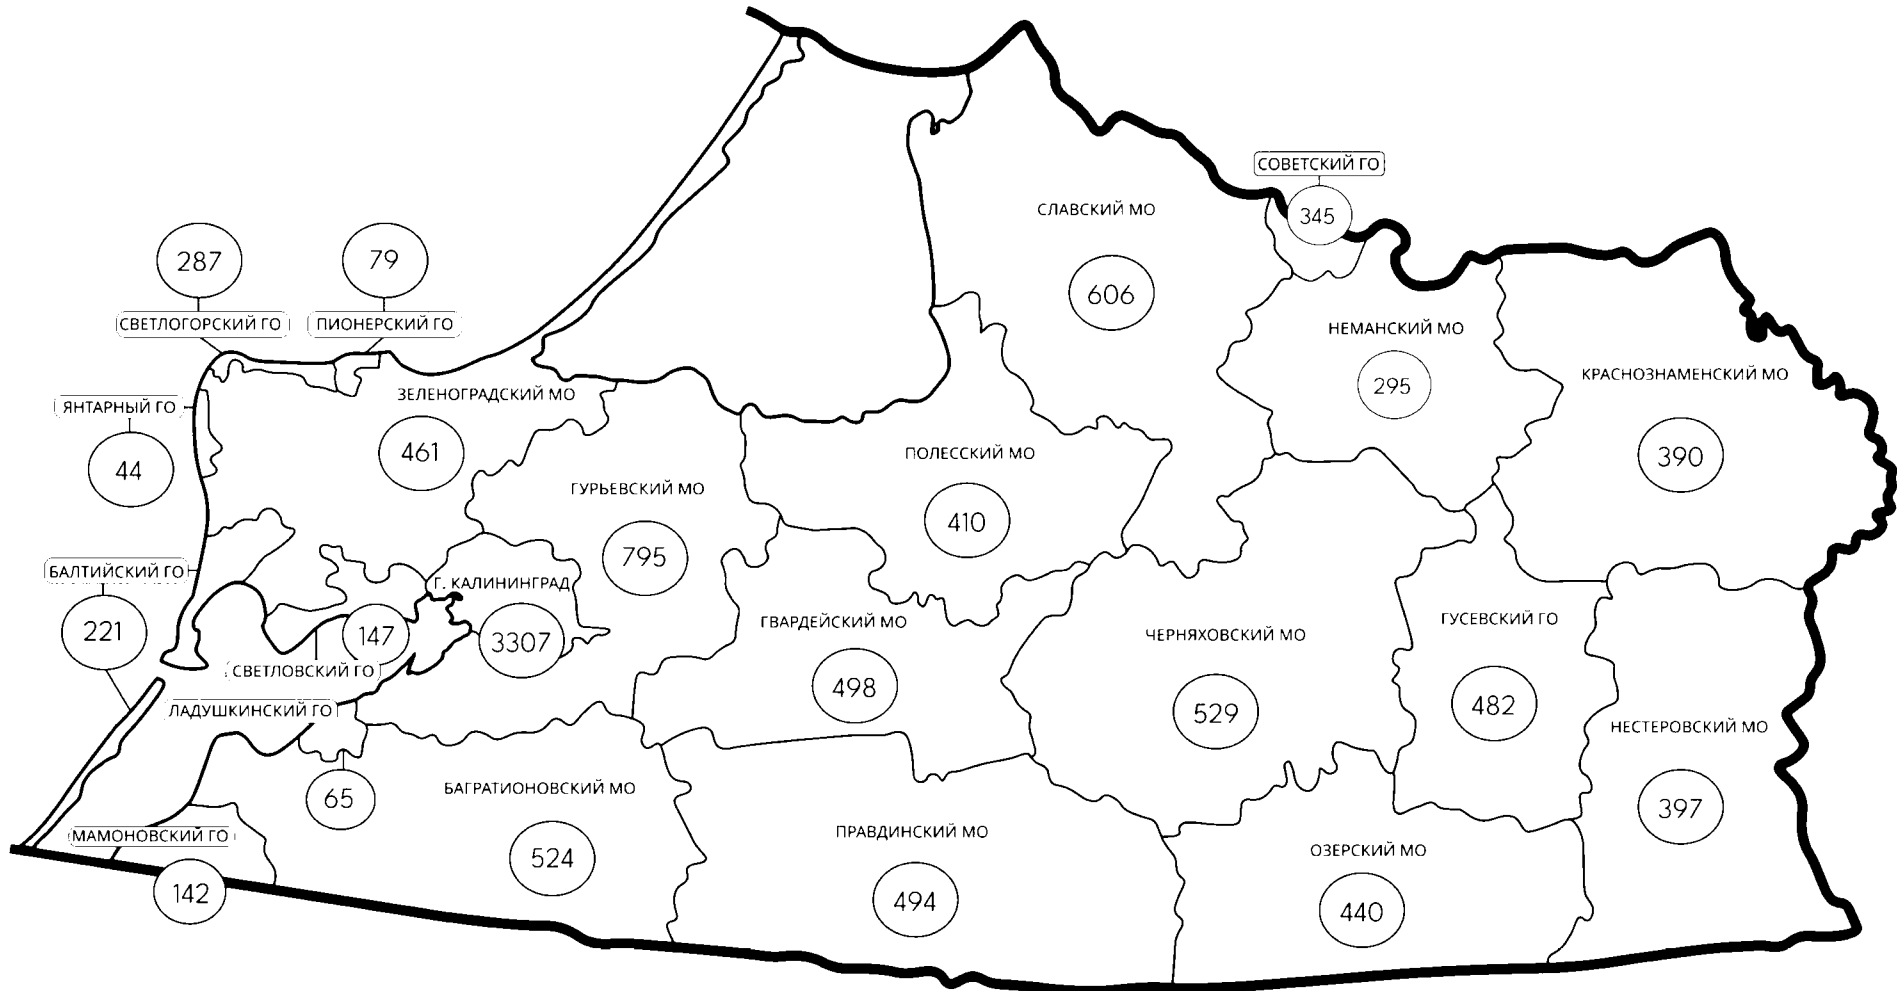 СОВЕТСКИЙ ГО
345
СЛАВСКИЙ МО
606
287
79
СВЕТЛОГОРСКИЙ ГО
ПИОНЕРСКИЙ ГО
НЕМАНСКИЙ МО
295
КРАСНОЗНАМЕНСКИЙ МО
390
ЯНТАРНЫЙ ГО
44
ЗЕЛЕНОГРАДСКИЙ МО
461
ПОЛЕССКИЙ МО
410
ГУРЬЕВСКИЙ МО
795
БАЛТИЙСКИЙ ГО
221
Г. КАЛИНИНГРАД
3307
147
СВЕТЛОВСКИЙ ГО
ГВАРДЕЙСКИЙ МО
498
ЧЕРНЯХОВСКИЙ МО
529
ГУСЕВСКИЙ ГО
482
ЛАДУШКИНСКИЙ ГО
65
НЕСТЕРОВСКИЙ МО
397
БАГРАТИОНОВСКИЙ МО
524
МАМОНОВСКИЙ ГО
142
ПРАВДИНСКИЙ МО
494
ОЗЕРСКИЙ МО
440